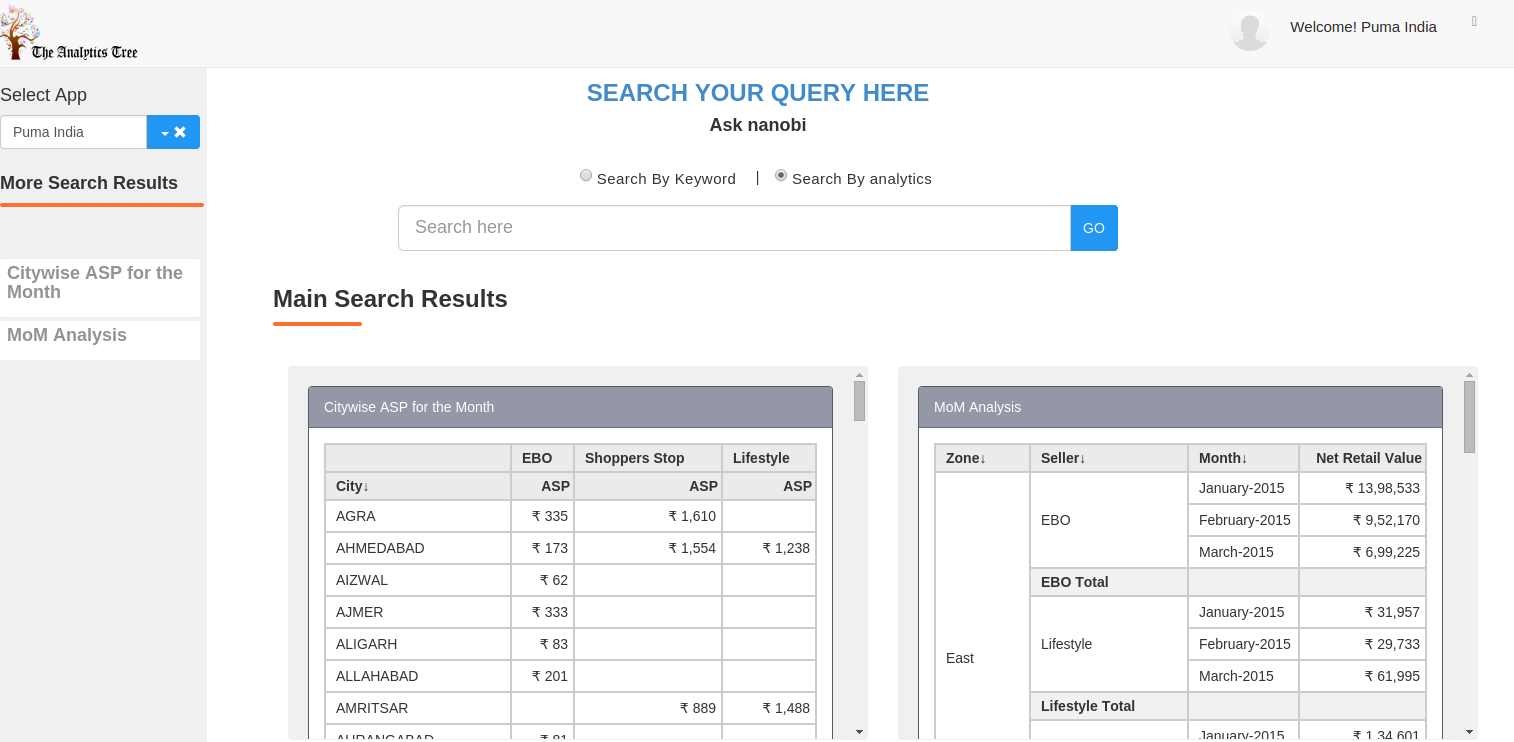 The Analytics Tree
Welcome! Puma India
Select App
Puma India
More Search Results
Citywise ASP for the
Month
MoM Analysis
SEARCH YOUR QUERY HERE
Ask nanobi
Search By Keyword | Search By analytics
Search here GO
Main Search Results
Citywise ASP for the Month
EBO Shoppers Stop Lifestyle
City↓ ASP ASP ASP
AGRA ₹ 335 ₹ 1,610
AHMEDABAD ₹ 173 ₹ 1,554 ₹ 1,238
AIZWAL ₹ 62
AJMER ₹ 333
ALIGARH ₹ 83
ALLAHABAD ₹ 201
AMRITSAR ₹ 889 ₹ 1,488
AURANGABAD ₹ 81
MoM Analysis
Zone↓ Seller↓ Month↓ Net Retail Value
January-2015 ₹ 13,98,533
EBO February-2015 ₹ 9,52,170
March-2015 ₹ 6,99,225
EBO Total
January-2015 ₹ 31,957
Lifestyle February-2015 ₹ 29,733
East
March-2015 ₹ 61,995
Lifestyle Total
January-2015 ₹ 1,34,601